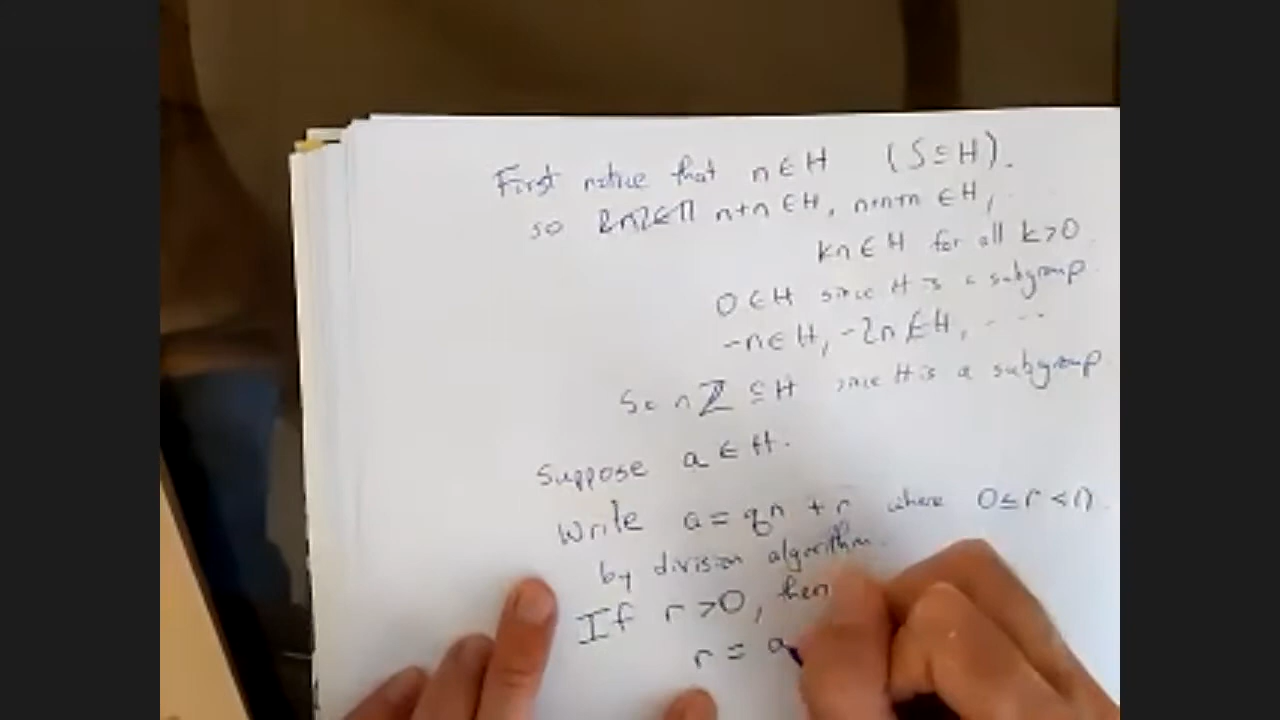 First notice that n ∈ H (S ⊆ H).
so n+n ∈ H, n+n+n ∈ H, ...
kn ∈ H for all k>0.
0 ∈ H since H is a subgroup.
-n ∈ H, -2n ∈ H, ...
So nℤ ⊆ H since H is a subgroup.
Suppose a ∈ H.
Write a = qn + r where 0 ≤ r < n.
by division algorithm.
If r >0, then
r = a